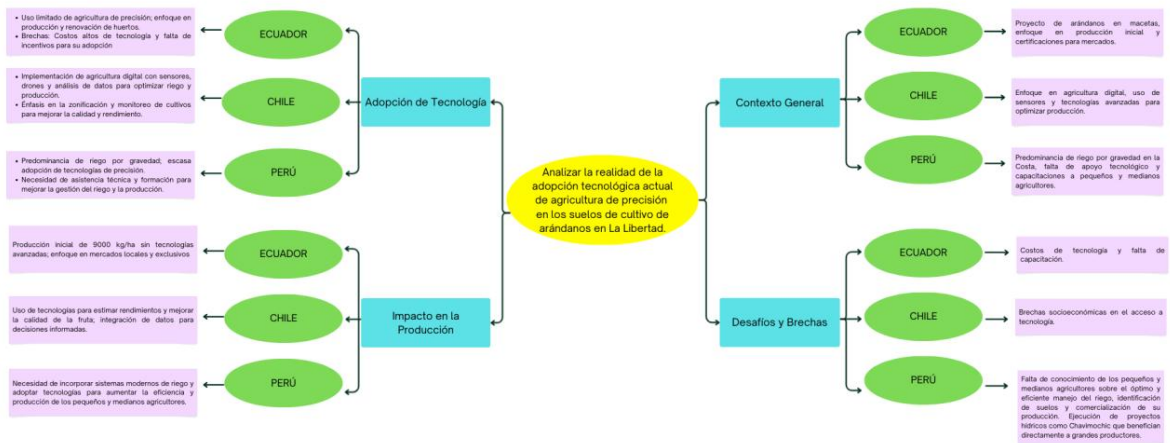 Adopción de Tecnología
ECUADOR
• Uso limitado de agricultura de precisión; enfoque en
producción y renovación de huertos.
• Brechas: Costos altos de tecnología y falta de
incentivos para su adopción
CHILE
• Implementación de agricultura digital con sensores,
drones y análisis de datos para optimizar riego y
producción.
• Énfasis en la zonificación y monitoreo de cultivos
para mejorar la calidad y rendimiento.
PERÚ
• Predominancia de riego por gravedad; escasa
adopción de tecnologías de precisión.
• Necesidad de asistencia técnica y formación para
mejorar la gestión del riego y la producción.
Impacto en la
Producción
ECUADOR
Producción inicial de 9000 kg/ha sin tecnologías
avanzadas; enfoque en mercados locales y exclusivos
CHILE
Uso de tecnologías para estimar rendimientos y mejorar
la calidad de la fruta; integración de datos para
decisiones informadas.
PERÚ
Necesidad de incorporar sistemas modernos de riego y
adoptar tecnologías para aumentar la eficiencia y
producción de los pequeños y medianos agricultores.
Analizar la realidad de la
adopción tecnológica actual
de agricultura de precisión
en los suelos de cultivo de
arándanos en La Libertad.
Contexto General
ECUADOR
Proyecto de arándanos en macetas,
enfoque en producción inicial y
certificaciones para mercados.
CHILE
Enfoque en agricultura digital, uso de
sensores y tecnologías avanzadas para
optimizar producción.
PERÚ
Predominancia de riego por gravedad en la
Costa, falta de apoyo tecnológico y
capacitaciones a pequeños y medianos
agricultores.
Desafíos y Brechas
ECUADOR
Costos de tecnología y falta de
capacitación.
CHILE
Brechas socioeconómicas en el acceso a
tecnología.
PERÚ
Falta de conocimiento de los pequeños y
medianos agricultores sobre el óptimo y
eficiente manejo del riego, identificación
de suelos y comercialización de su
producción. Ejecución de proyectos
hídricos como Chavimochic que benefician
directamente a grandes productores.